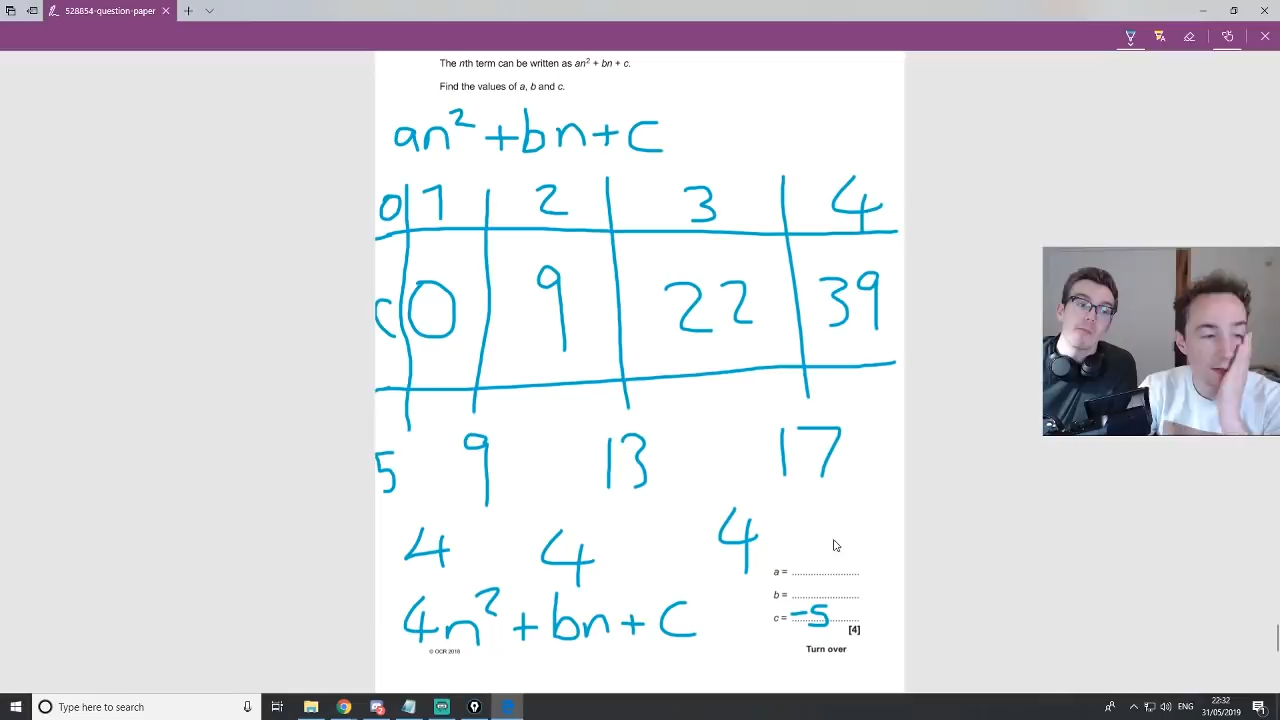 528854-question-paper
The nth term can be written as an² + bn + c.
Find the values of a, b and c.
an² + bn + c
0 1 2 3 4
C 0 9 22 39
5 9 13 17
4 4 4
a = ........................
b = ........................
4n² + bn + c
c = -5
[4]
Turn over
© OCR 2018
Type here to search
ENG
22:32
31/05/2019